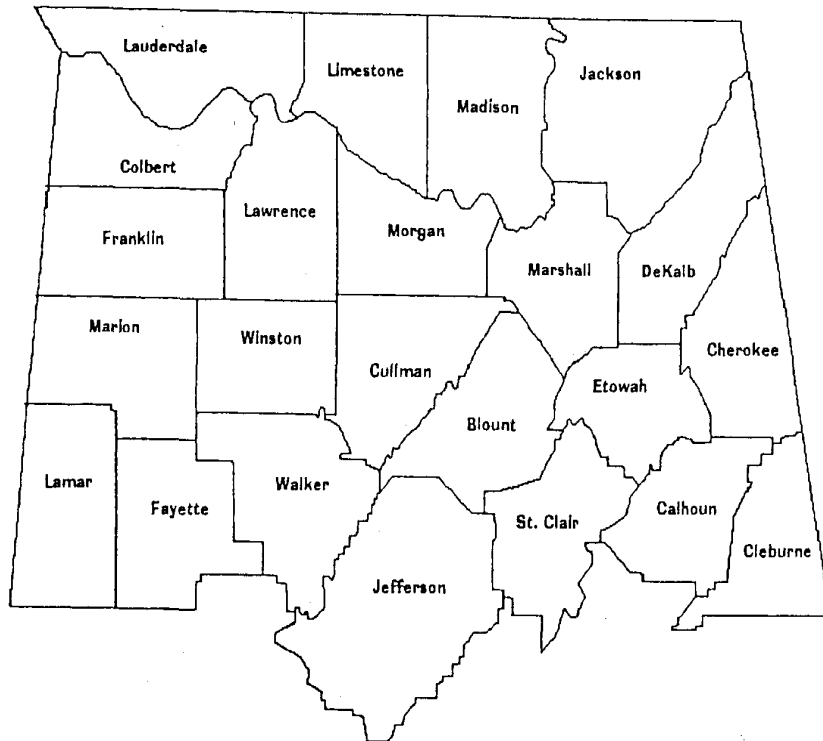 Lauderdale
Limestone
Madison
Jackson
Colbert
Lawrence
Franklin
Morgan
Marshall
DeKalb
Marion
Winston
Cullman
Cherokee
Etowah
Blount
Lamar
Fayette
Walker
St. Clair
Calhoun
Cleburne
Jefferson